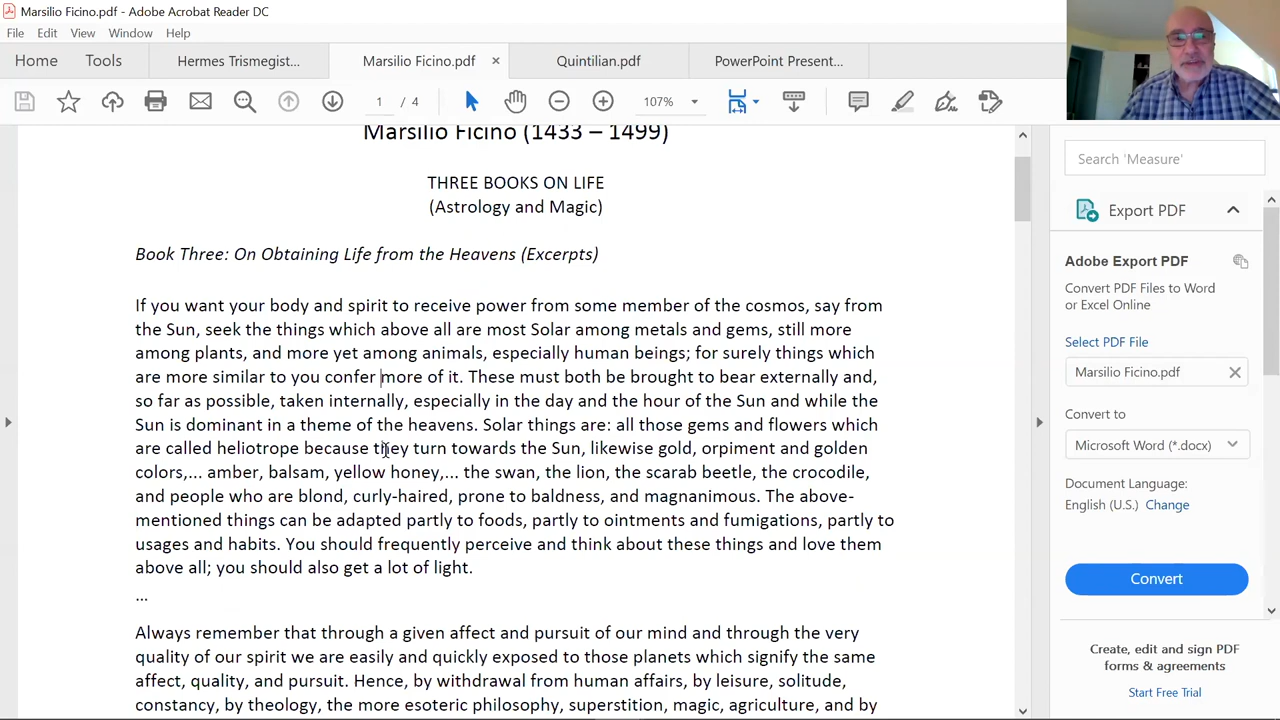 Marsilio Ficino.pdf - Adobe Acrobat Reader DC
File Edit View Window Help
Home Tools Hermes Trismegist... Marsilio Ficino.pdf × Quintilian.pdf PowerPoint Present...
1 / 4 107%
Marsilio Ficino (1433 – 1499)
THREE BOOKS ON LIFE
(Astrology and Magic)
Book Three: On Obtaining Life from the Heavens (Excerpts)
If you want your body and spirit to receive power from some member of the cosmos, say from
the Sun, seek the things which above all are most Solar among metals and gems, still more
among plants, and more yet among animals, especially human beings; for surely things which
are more similar to you confer more of it. These must both be brought to bear externally and,
so far as possible, taken internally, especially in the day and the hour of the Sun and while the
Sun is dominant in a theme of the heavens. Solar things are: all those gems and flowers which
are called heliotrope because they turn towards the Sun, likewise gold, orpiment and golden
colors,... amber, balsam, yellow honey,... the swan, the lion, the scarab beetle, the crocodile,
and people who are blond, curly-haired, prone to baldness, and magnanimous. The above-
mentioned things can be adapted partly to foods, partly to ointments and fumigations, partly to
usages and habits. You should frequently perceive and think about these things and love them
above all; you should also get a lot of light.
...
Always remember that through a given affect and pursuit of our mind and through the very
quality of our spirit we are easily and quickly exposed to those planets which signify the same
affect, quality, and pursuit. Hence, by withdrawal from human affairs, by leisure, solitude,
constancy, by theology, the more esoteric philosophy, superstition, magic, agriculture, and by
Search 'Measure'
Export PDF
Adobe Export PDF
Convert PDF Files to Word
or Excel Online
Select PDF File
Marsilio Ficino.pdf
Convert to
Microsoft Word (*.docx)
Document Language:
English (U.S.) Change
Convert
Create, edit and sign PDF
forms & agreements
Start Free Trial